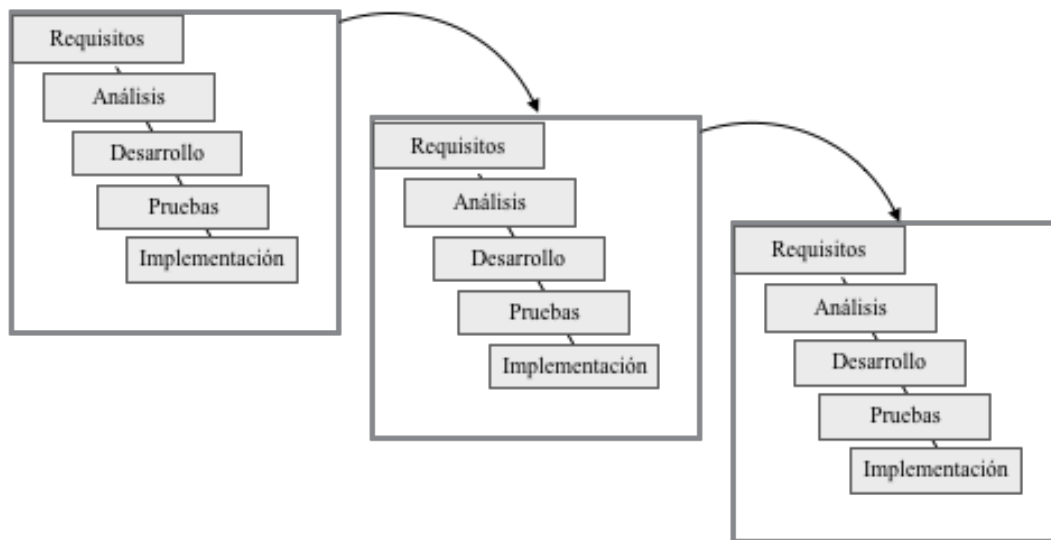 Requisitos
Análisis
Desarrollo
Pruebas
Implementación
Requisitos
Análisis
Desarrollo
Pruebas
Implementación
Requisitos
Análisis
Desarrollo
Pruebas
Implementación